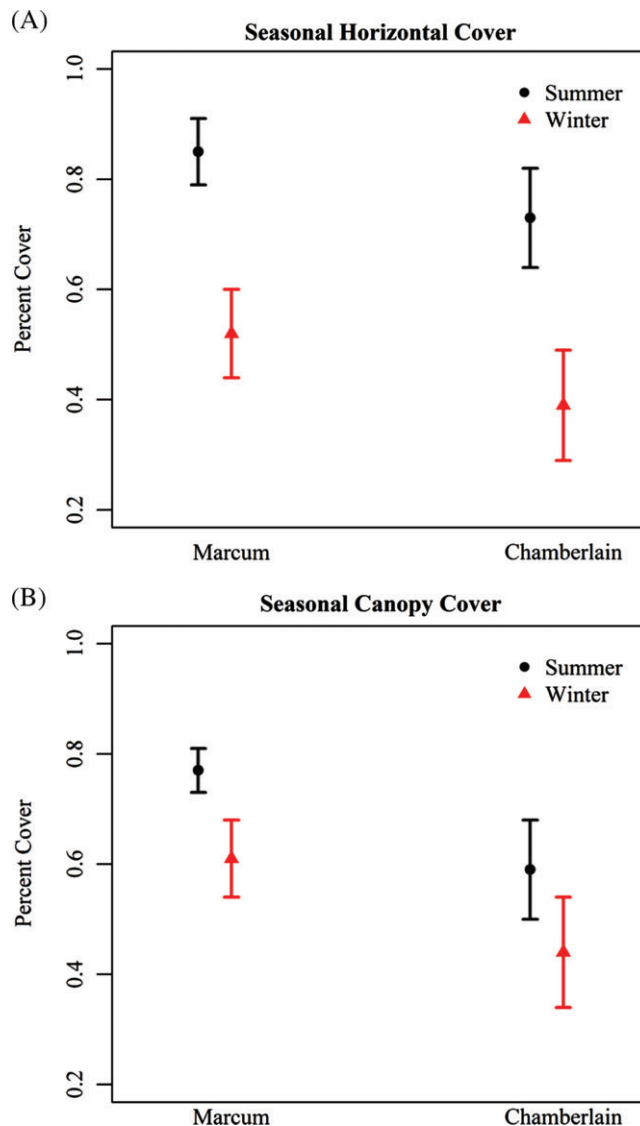 (A)
Seasonal Horizontal Cover
1.0
Summer
Winter
0.8
0.6
0.4
0.2
Percent Cover
Marcum Chamberlain
(B)
Seasonal Canopy Cover
1.0
Summer
Winter
0.8
0.6
0.4
0.2
Percent Cover
Marcum Chamberlain